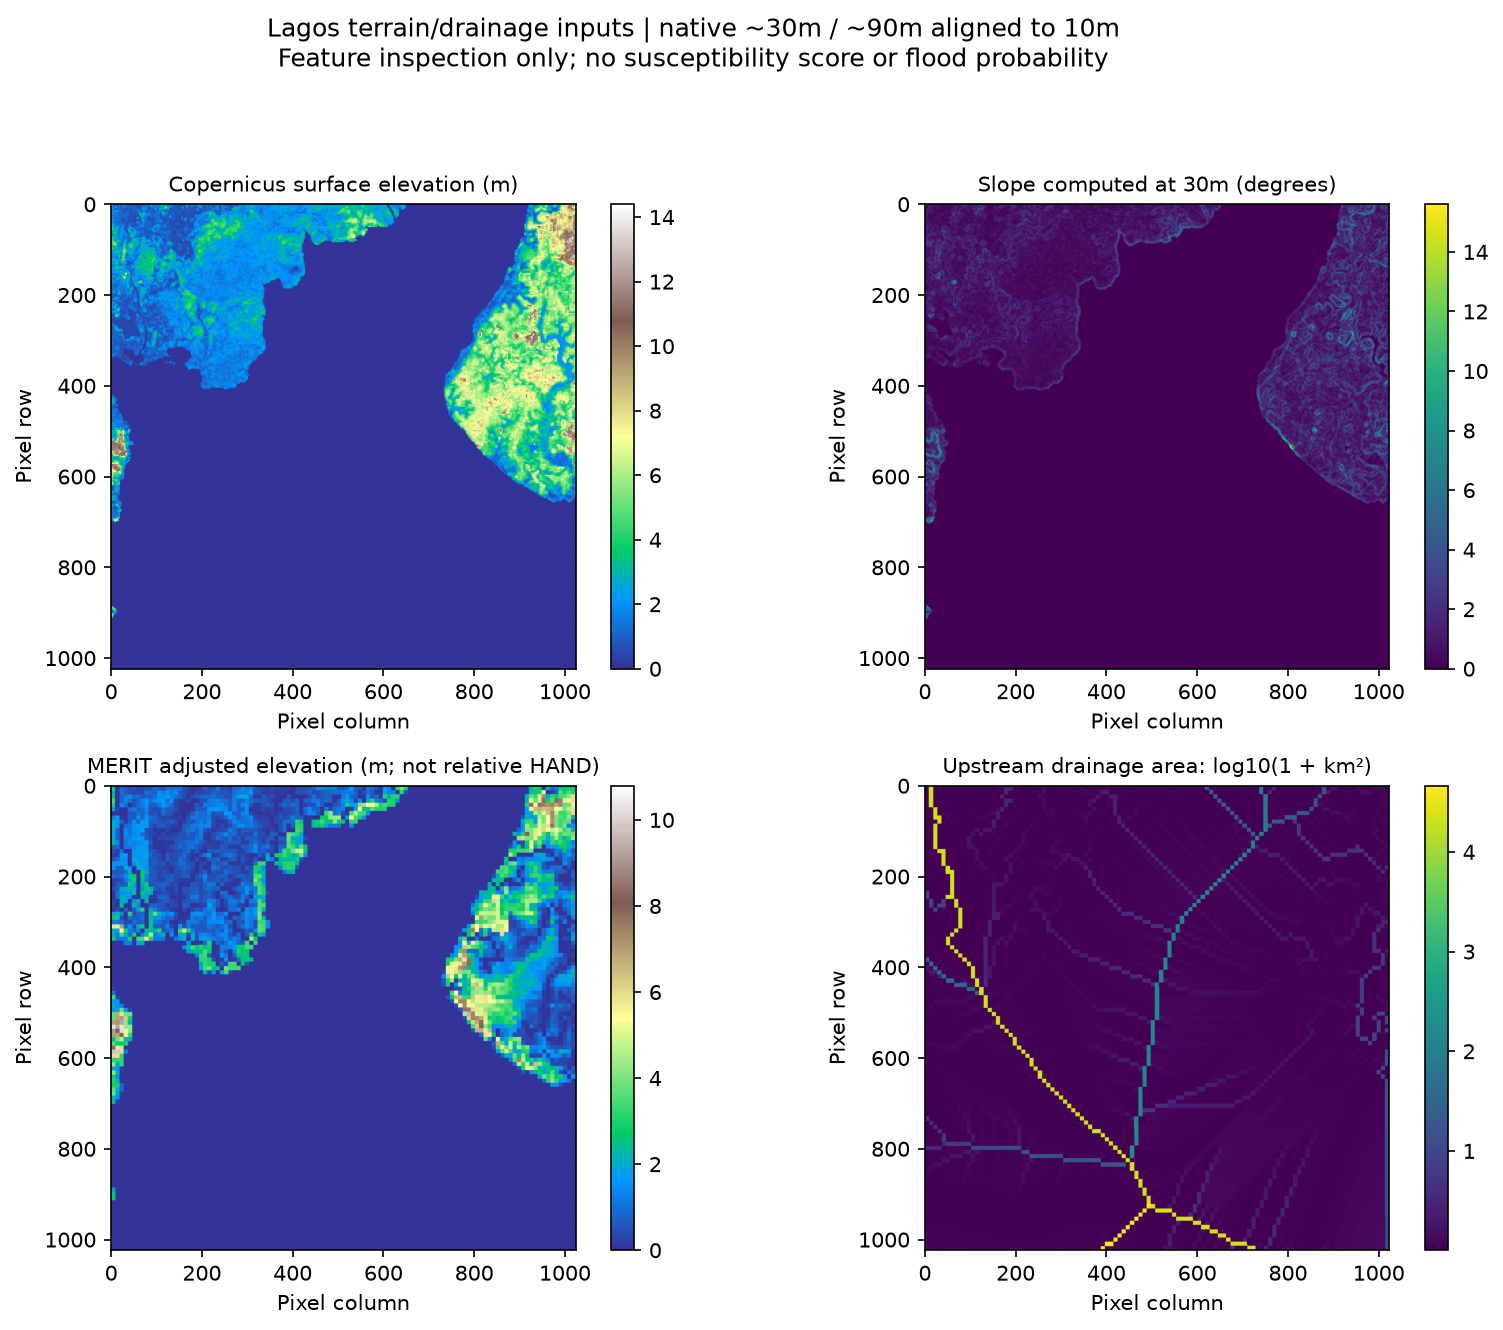 Lagos terrain/drainage inputs | native ~30m / ~90m aligned to 10m
Feature inspection only; no susceptibility score or flood probability
Copernicus surface elevation (m)
0
200
400
600
800
1000
Pixel row
0 200 400 600 800 1000
Pixel column
14
12
10
8
6
4
2
0
Slope computed at 30m (degrees)
0
200
400
600
800
1000
Pixel row
0 200 400 600 800 1000
Pixel column
14
12
10
8
6
4
2
0
MERIT adjusted elevation (m; not relative HAND)
0
200
400
600
800
1000
Pixel row
0 200 400 600 800 1000
Pixel column
10
8
6
4
2
0
Upstream drainage area: log10(1 + km²)
0
200
400
600
800
1000
Pixel row
0 200 400 600 800 1000
Pixel column
4
3
2
1